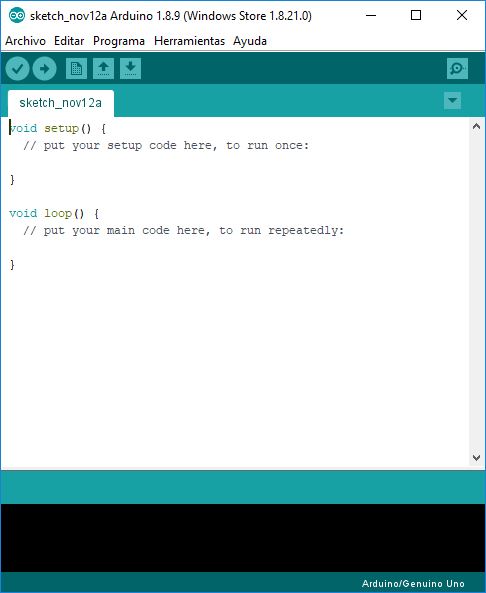 sketch_nov12a Arduino 1.8.9 (Windows Store 1.8.21.0)
Archivo Editar Programa Herramientas Ayuda
sketch_nov12a
void setup() {
  // put your setup code here, to run once:
}
void loop() {
  // put your main code here, to run repeatedly:
}
Arduino/Genuino Uno